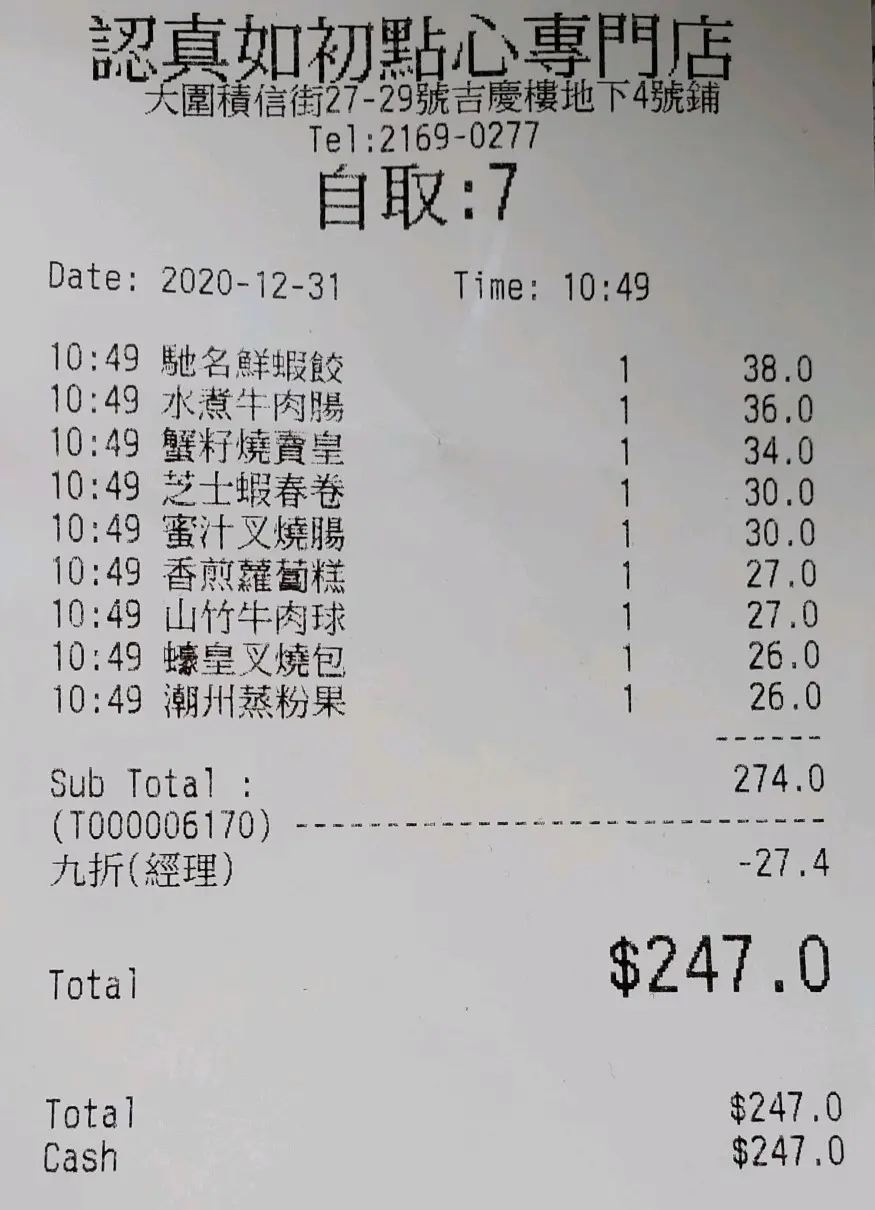 認真如初點心專門店
大圍積信街27-29號吉慶樓地下4號鋪
Tel:2169-0277
自取:7
Date: 2020-12-31 Time: 10:49
10:49 馳名鮮蝦餃 1 38.0
10:49 水煮牛肉腸 1 36.0
10:49 蟹籽燒賣皇 1 34.0
10:49 芝士蝦春卷 1 30.0
10:49 蜜汁叉燒腸 1 30.0
10:49 香煎蘿蔔糕 1 27.0
10:49 山竹牛肉球 1 27.0
10:49 蠔皇叉燒包 1 26.0
10:49 潮州蒸粉果 1 26.0
------
Sub Total : 274.0
(T000006170) -----------------------------
九折(經理) -27.4
Total $247.0
Total $247.0
Cash $247.0